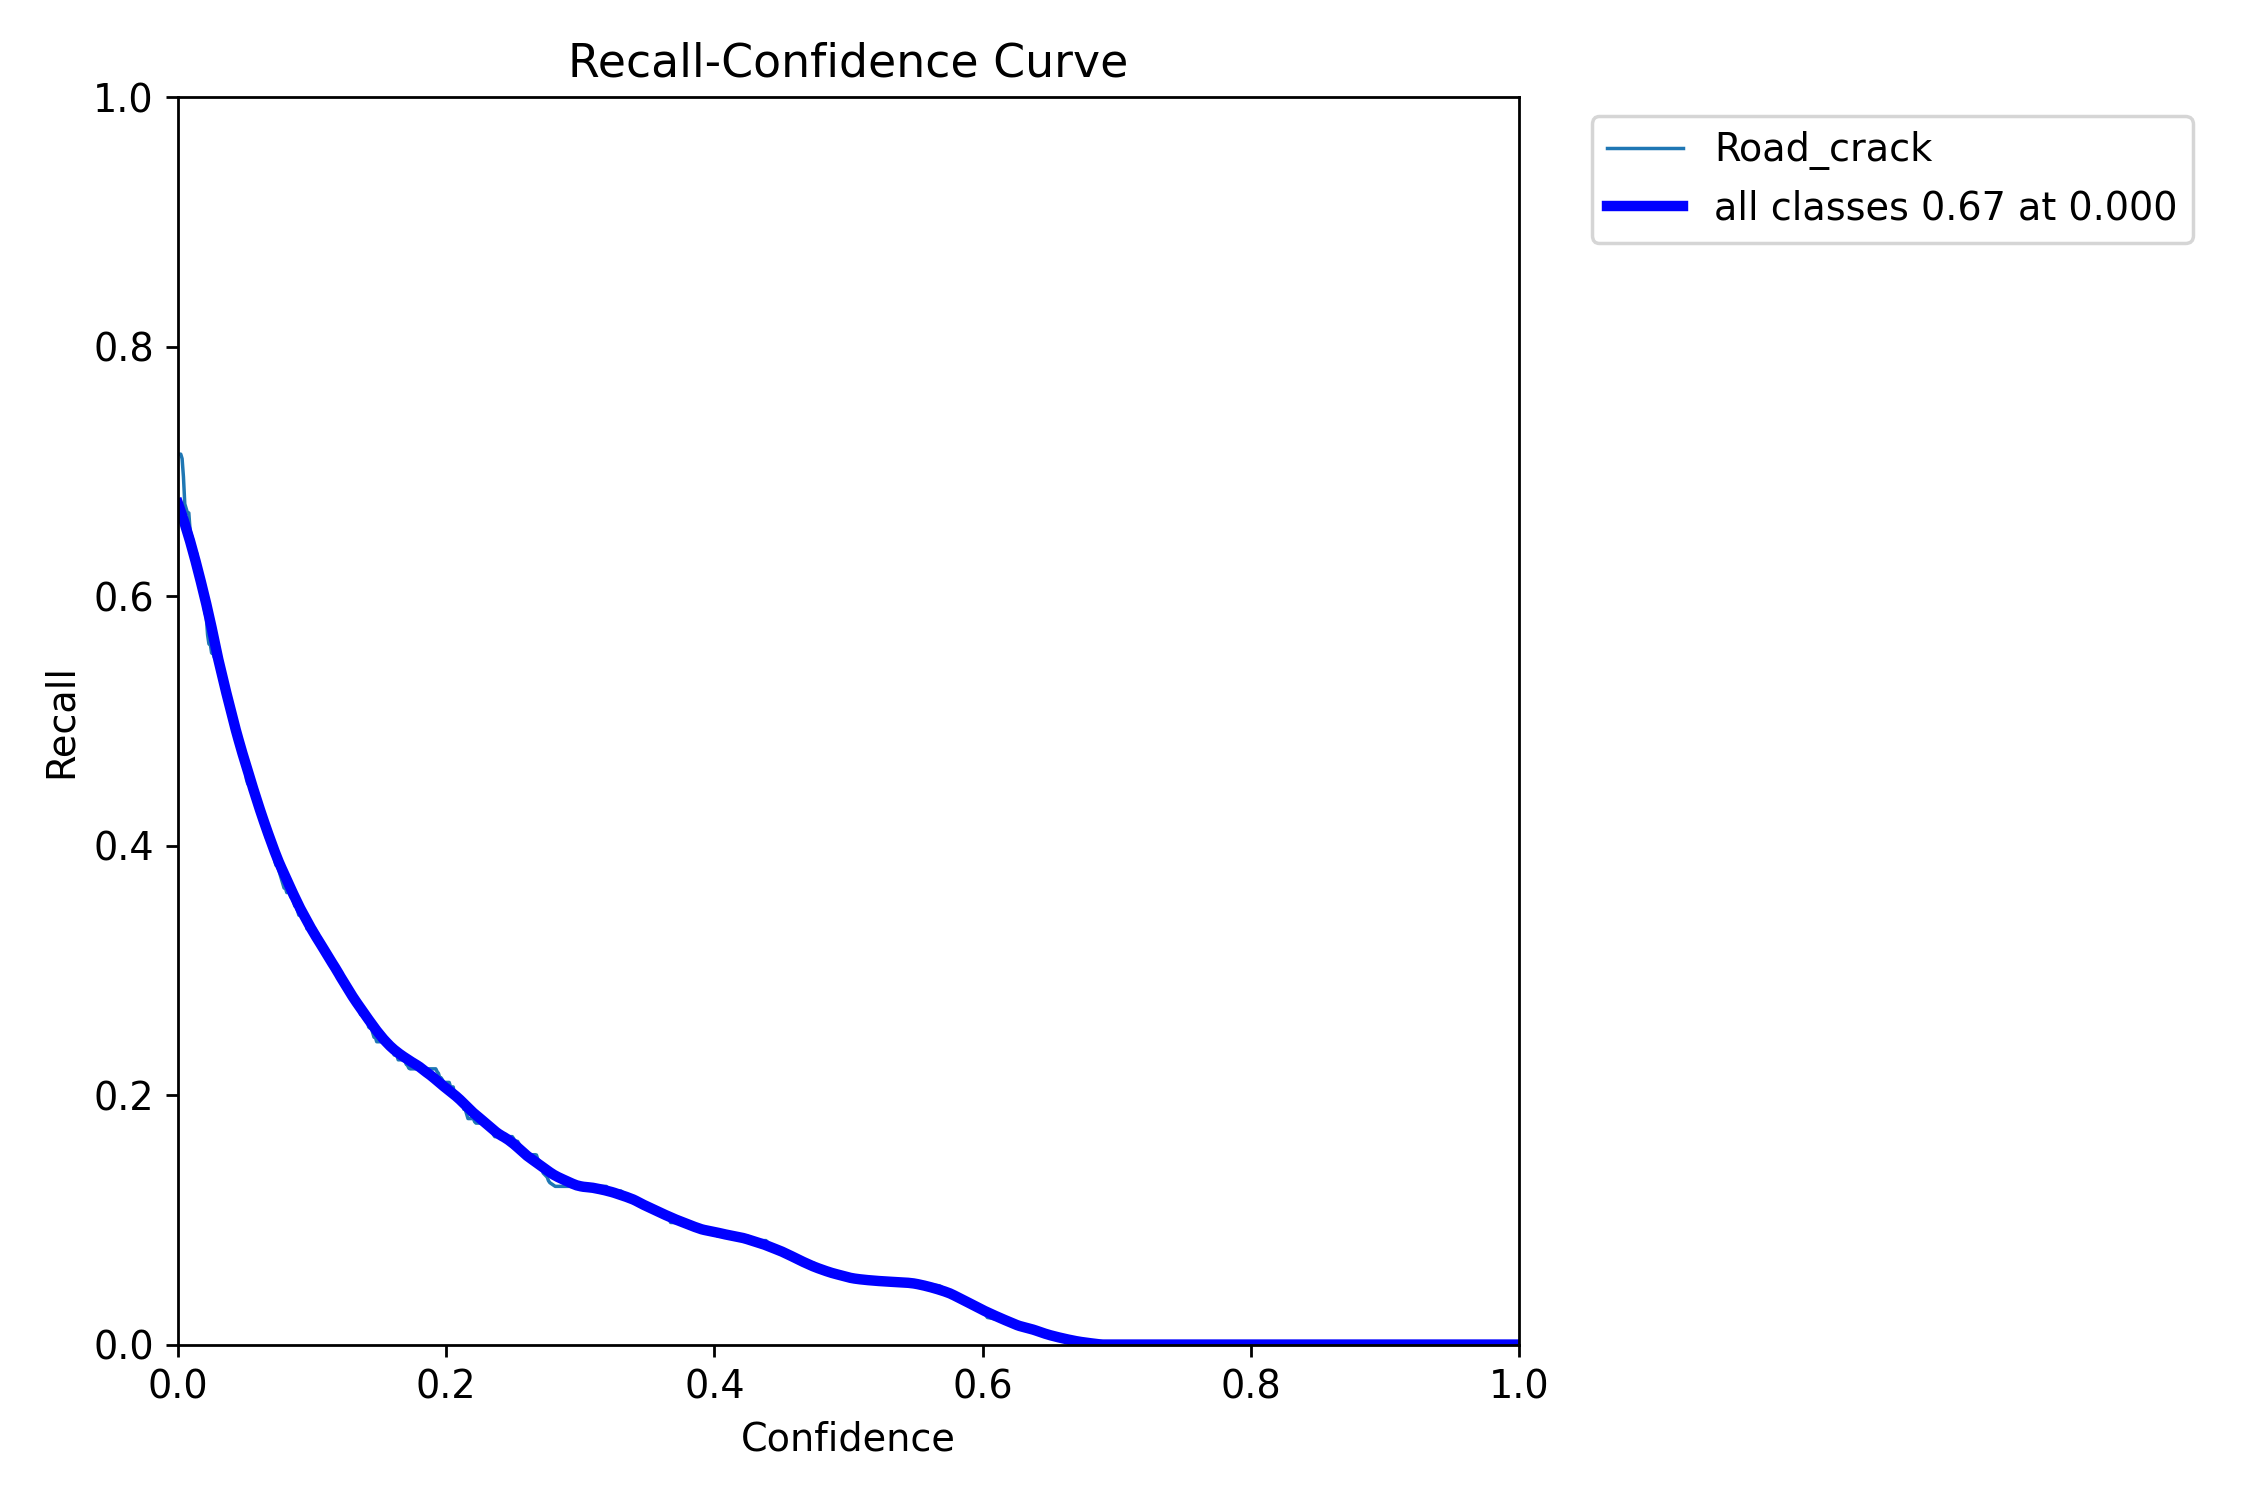 Recall-Confidence Curve
1.0
0.8
0.6
0.4
0.2
0.0
Recall
0.0 0.2 0.4 0.6 0.8 1.0
Confidence
Road_crack
all classes 0.67 at 0.000